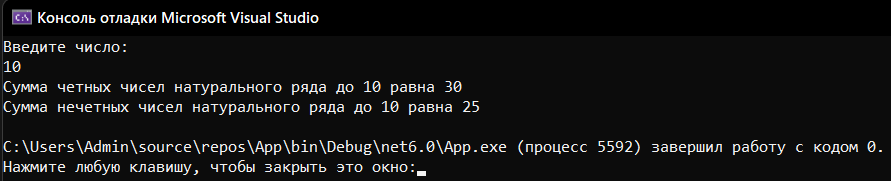 Консоль отладки Microsoft Visual Studio
Введите число:
10
Сумма четных чисел натурального ряда до 10 равна 30
Сумма нечетных чисел натурального ряда до 10 равна 25
C:\Users\Admin\source\repos\App\bin\Debug\net6.0\App.exe (процесс 5592) завершил работу с кодом 0.
Нажмите любую клавишу, чтобы закрыть это окно: